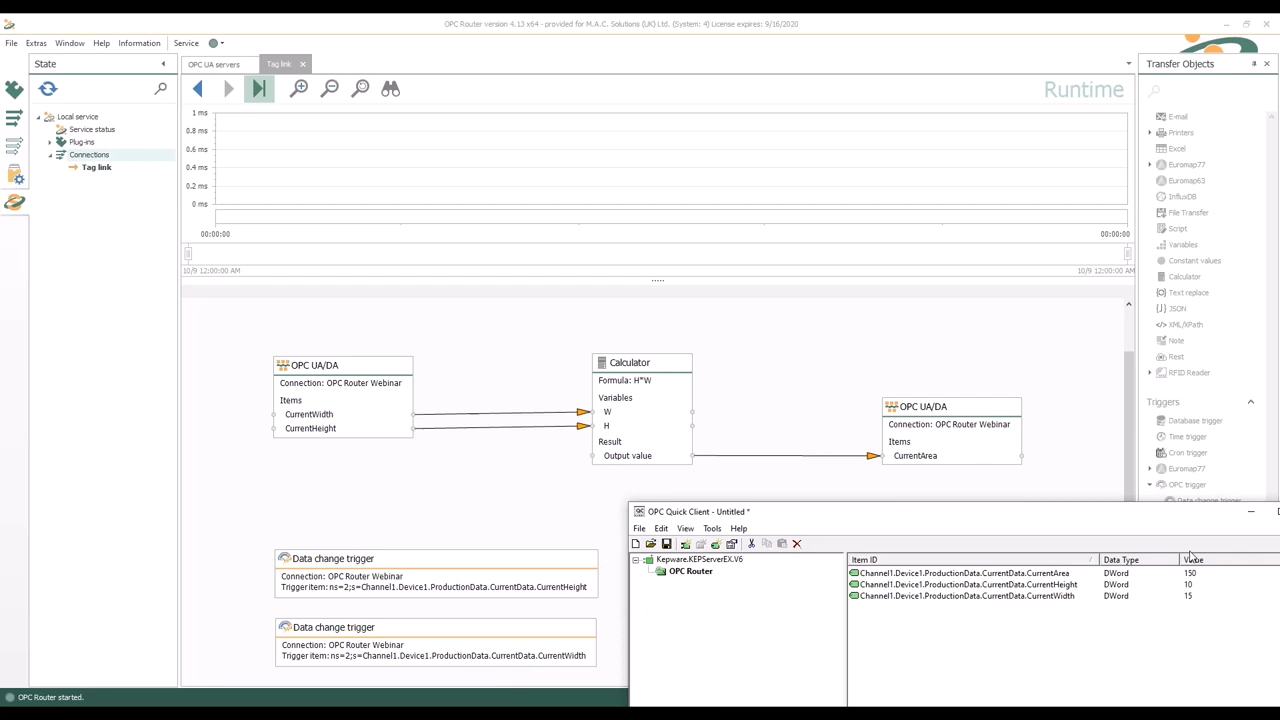 OPC Router version 4.13 x64 - provided for M.A.C. Solutions (UK) Ltd. (System: 4) License expires: 9/16/2020
File Extras Window Help Information Service
State
OPC UA servers
Tag link
Transfer Objects
Runtime
Local service
Service status
Plug-ins
Connections
Tag link
1 ms
0.8 ms
0.6 ms
0.4 ms
0.2 ms
0 ms
00:00:00
00:00:00
10/9 12:00:00 AM
10/9 12:00:00 AM
OPC UA/DA
Connection: OPC Router Webinar
Items
CurrentWidth
CurrentHeight
Calculator
Formula: H*W
Variables
W
H
Result
Output value
OPC UA/DA
Connection: OPC Router Webinar
Items
CurrentArea
Data change trigger
Connection: OPC Router Webinar
Trigger item: ns=2;s=Channel1.Device1.ProductionData.CurrentData.CurrentHeight
Data change trigger
Connection: OPC Router Webinar
Trigger item: ns=2;s=Channel1.Device1.ProductionData.CurrentData.CurrentWidth
E-mail
Printers
Excel
Euromap77
Euromap63
InfluxDB
File Transfer
Script
Variables
Constant values
Calculator
Text replace
JSON
XML/XPath
Note
Rest
RFID Reader
Triggers
Database trigger
Time trigger
Cron trigger
Euromap77
OPC trigger
Data change trigger
OPC Quick Client - Untitled *
File Edit View Tools Help
Kepware.KEPServerEX.V6
OPC Router
Item ID Data Type Value
Channel1.Device1.ProductionData.CurrentData.CurrentArea DWord 150
Channel1.Device1.ProductionData.CurrentData.CurrentHeight DWord 10
Channel1.Device1.ProductionData.CurrentData.CurrentWidth DWord 15
OPC Router started.